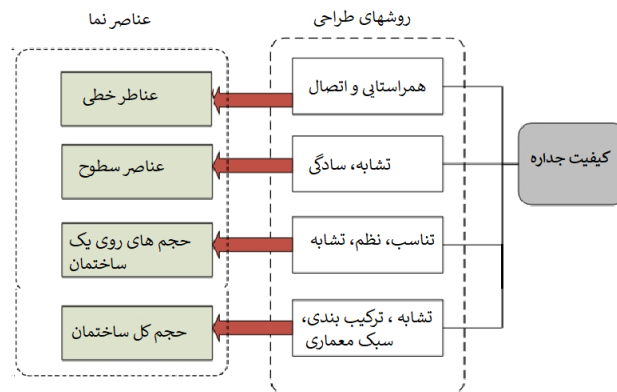 روشهای طراحی
عناصر نما
همراستایی و اتصال
عناطر خطی
کیفیت جداره
تشابه، سادگی
عناصر سطوح
تناسب، نظم، تشابه
حجم های روی یک
ساختمان
تشابه ، ترکیب بندی،
سبک معماری
حجم کل ساختمان